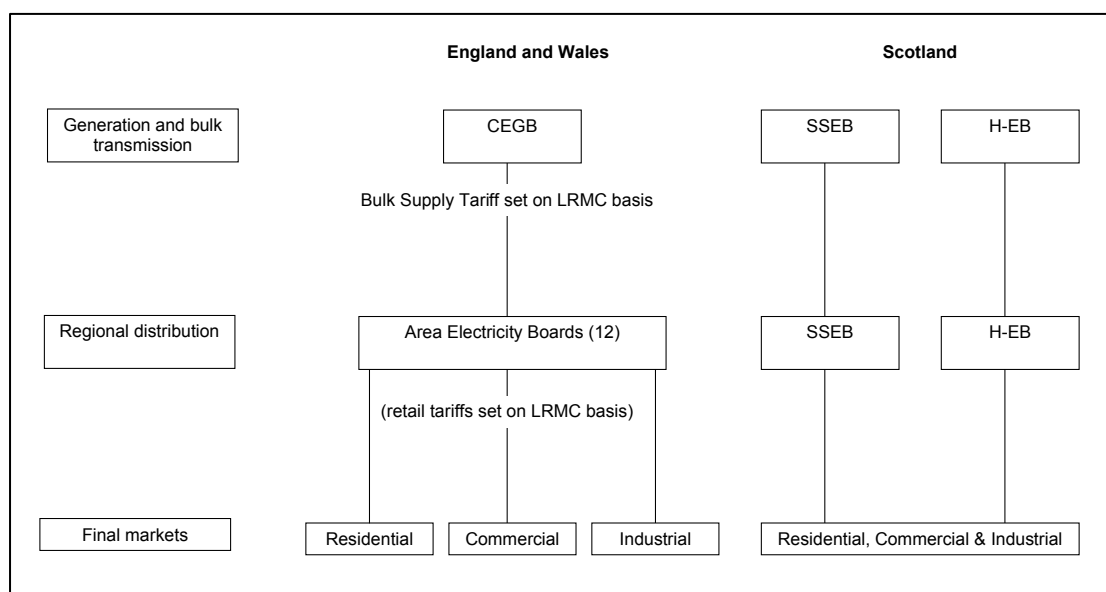 England and Wales
Scotland
Generation and bulk
transmission
CEGB
SSEB
H-EB
Bulk Supply Tariff set on LRMC basis
Regional distribution
Area Electricity Boards (12)
SSEB
H-EB
(retail tariffs set on LRMC basis)
Final markets
Residential
Commercial
Industrial
Residential, Commercial & Industrial